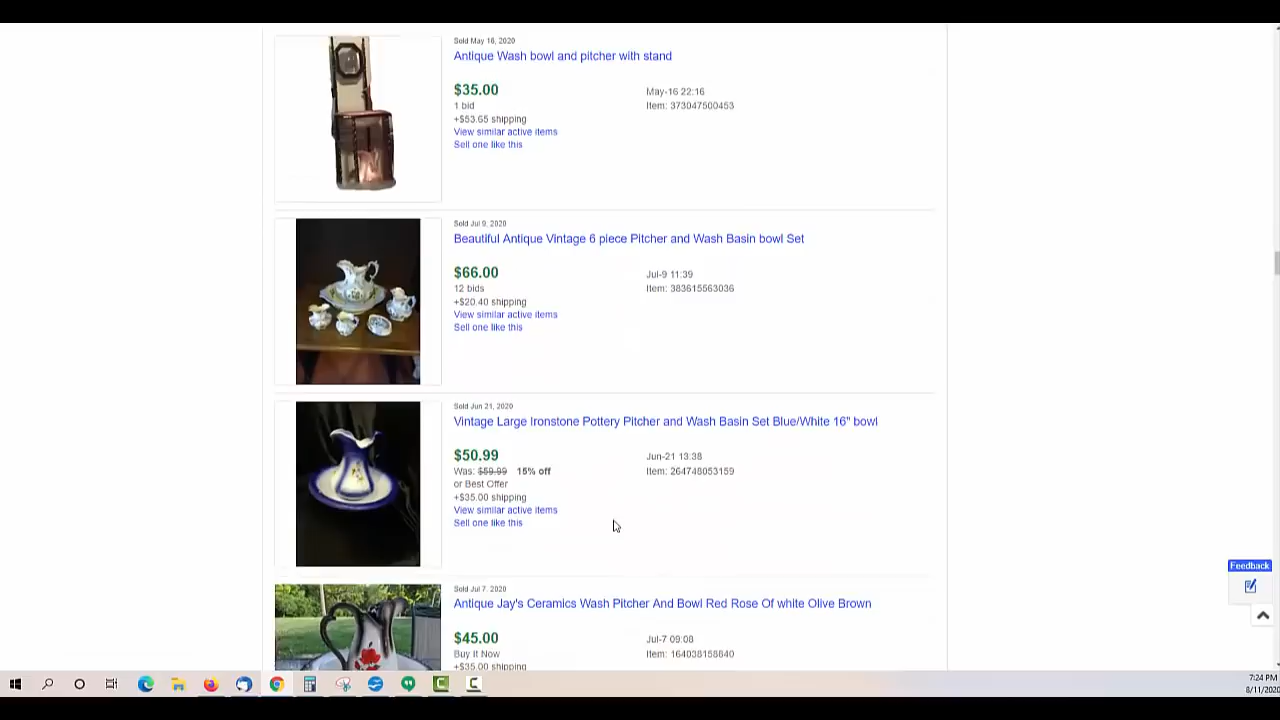 Sold May 16, 2020
Antique Wash bowl and pitcher with stand
$35.00
May-16 22:16
1 bid
Item: 373047500453
+$53.65 shipping
View similar active items
Sell one like this
Sold Jul 9, 2020
Beautiful Antique Vintage 6 piece Pitcher and Wash Basin bowl Set
$66.00
Jul-9 11:39
12 bids
Item: 383615563036
+$20.40 shipping
View similar active items
Sell one like this
Sold Jun 21, 2020
Vintage Large Ironstone Pottery Pitcher and Wash Basin Set Blue/White 16" bowl
$50.99
Jun-21 13:38
Was: $59.99 15% off
Item: 264748053159
or Best Offer
+$35.00 shipping
View similar active items
Sell one like this
Feedback
Sold Jul 7, 2020
Antique Jay's Ceramics Wash Pitcher And Bowl Red Rose Of white Olive Brown
$45.00
Jul-7 09:08
Buy It Now
Item: 164038158640
+$35.00 shipping
7:24 PM
8/11/2020